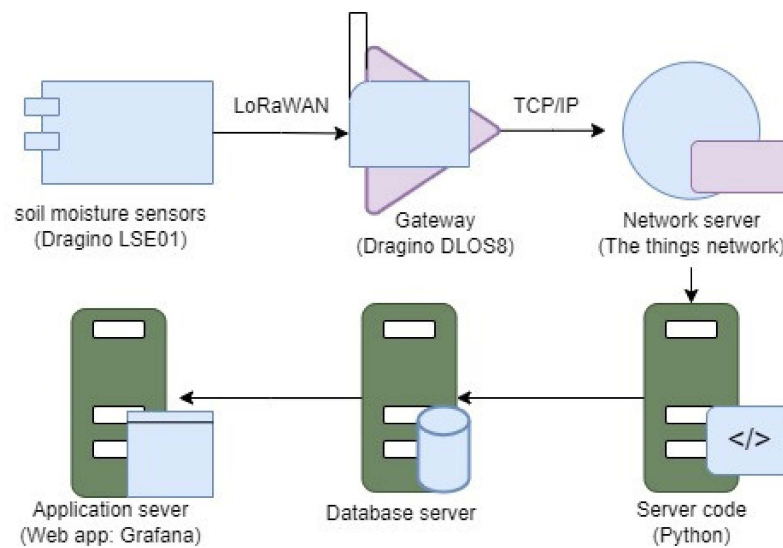 LoRaWAN
TCP/IP
soil moisture sensors
(Dragino LSE01)
Gateway
(Dragino DLOS8)
Network server
(The things network)
</>
Application sever
(Web app: Grafana)
Database server
Server code
(Python)